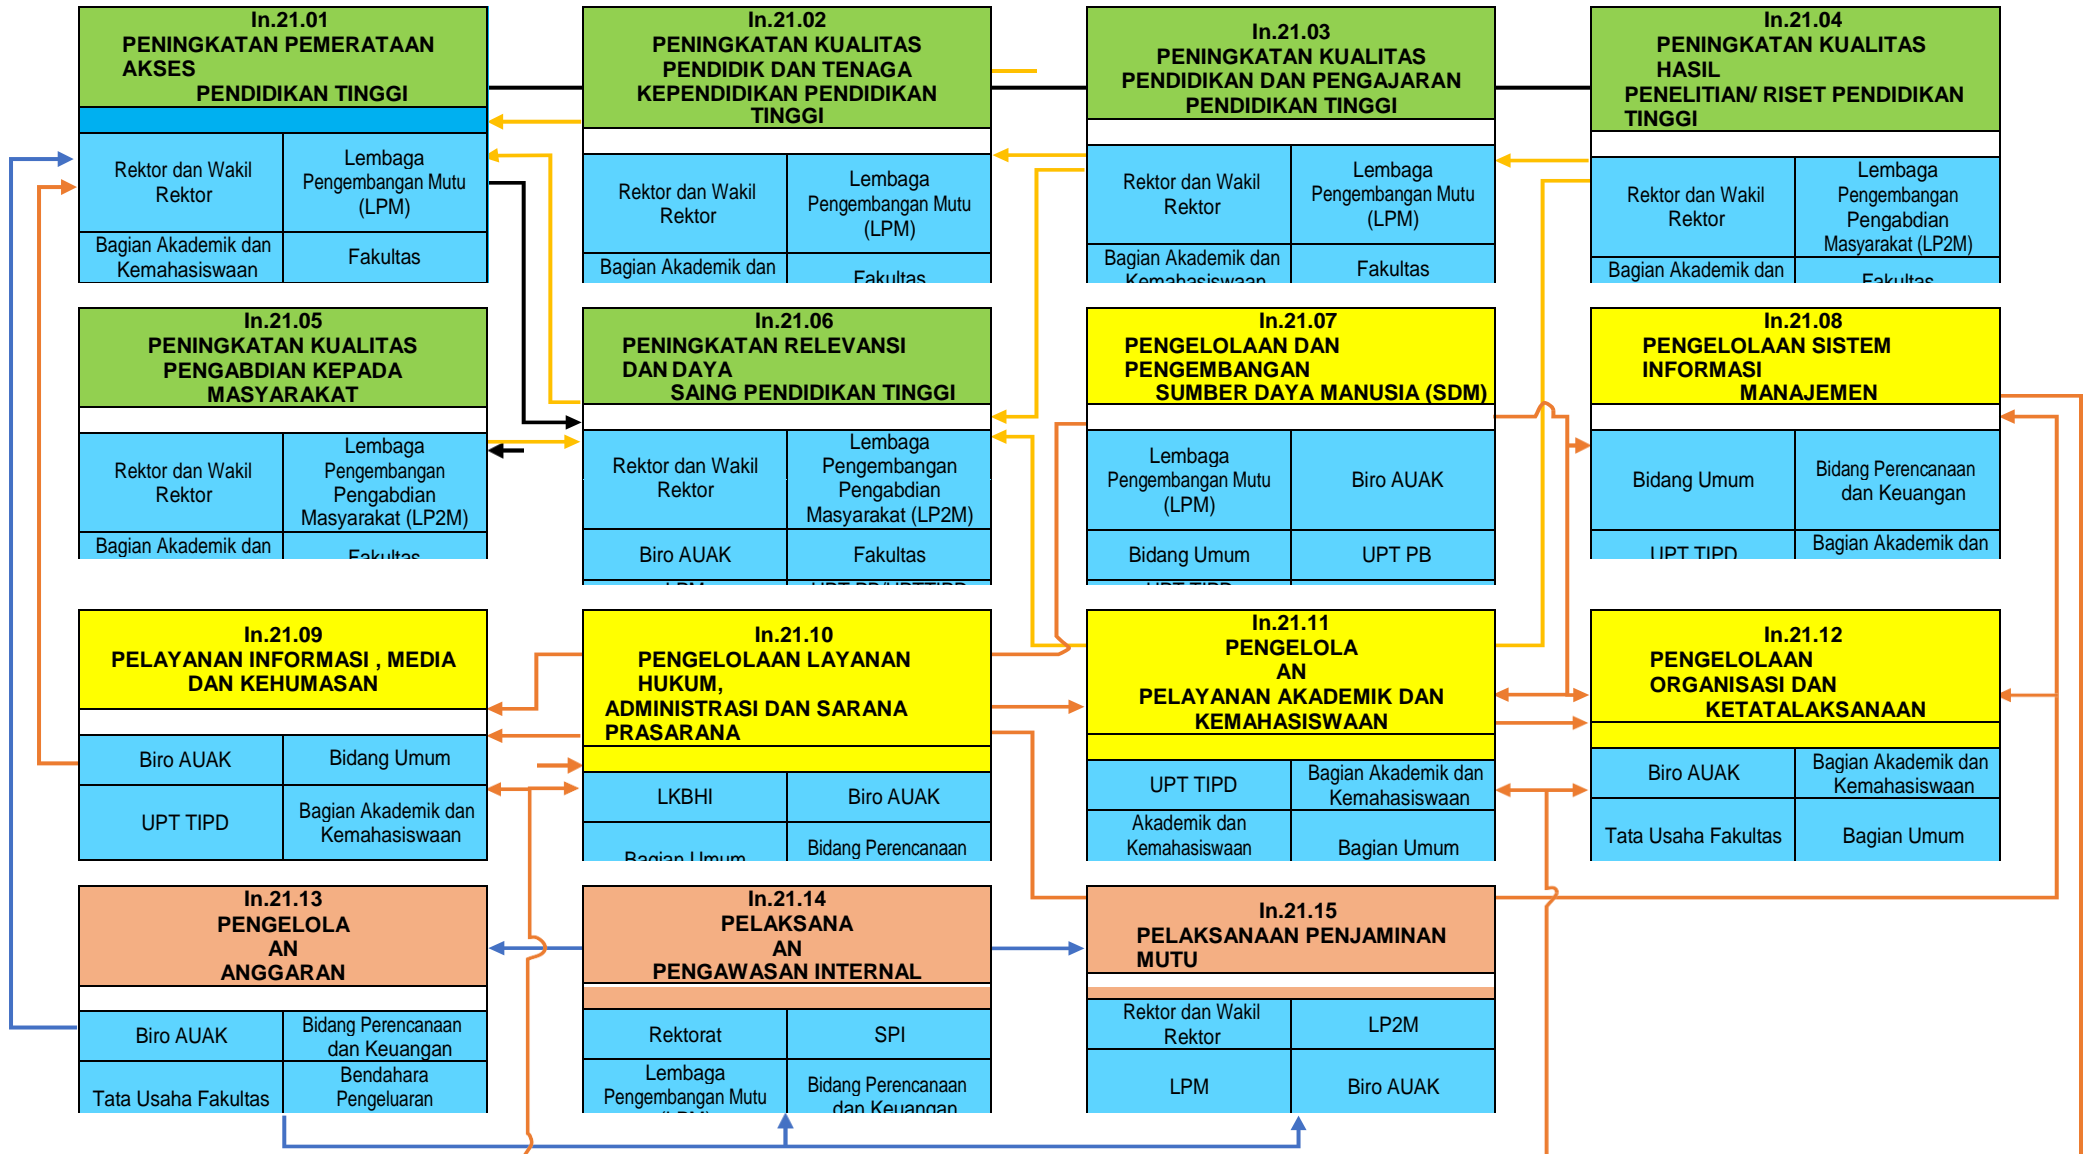 In.21.01
PENINGKATAN PEMERATAAN
AKSES
PENDIDIKAN TINGGI
Rektor dan Wakil
Rektor
Lembaga
Pengembangan Mutu
(LPM)
Bagian Akademik dan
Kemahasiswaan
Fakultas
In.21.02
PENINGKATAN KUALITAS
PENDIDIK DAN TENAGA
KEPENDIDIKAN PENDIDIKAN
TINGGI
Rektor dan Wakil
Rektor
Lembaga
Pengembangan Mutu
(LPM)
Bagian Akademik dan
Fakultas
In.21.03
PENINGKATAN KUALITAS
PENDIDIKAN DAN PENGAJARAN
PENDIDIKAN TINGGI
Rektor dan Wakil
Rektor
Lembaga
Pengembangan Mutu
(LPM)
Bagian Akademik dan
Kemahasiswaan
Fakultas
In.21.04
PENINGKATAN KUALITAS
HASIL
PENELITIAN/ RISET PENDIDIKAN
TINGGI
Rektor dan Wakil
Rektor
Lembaga
Pengembangan
Pengabdian
Masyarakat (LP2M)
Bagian Akademik dan
Fakultas
In.21.05
PENINGKATAN KUALITAS
PENGABDIAN KEPADA
MASYARAKAT
Rektor dan Wakil
Rektor
Lembaga
Pengembangan
Pengabdian
Masyarakat (LP2M)
Bagian Akademik dan
Fakultas
In.21.06
PENINGKATAN RELEVANSI
DAN DAYA
SAING PENDIDIKAN TINGGI
Rektor dan Wakil
Rektor
Lembaga
Pengembangan
Pengabdian
Masyarakat (LP2M)
Biro AUAK
Fakultas
In.21.07
PENGELOLAAN DAN
PENGEMBANGAN
SUMBER DAYA MANUSIA (SDM)
Lembaga
Pengembangan Mutu
(LPM)
Biro AUAK
Bidang Umum
UPT PB
UPT TIPD
In.21.08
PENGELOLAAN SISTEM
INFORMASI
MANAJEMEN
Bidang Umum
Bidang Perencanaan
dan Keuangan
UPT TIPD
Bagian Akademik dan
In.21.09
PELAYANAN INFORMASI , MEDIA
DAN KEHUMASAN
Biro AUAK
Bidang Umum
UPT TIPD
Bagian Akademik dan
Kemahasiswaan
In.21.10
PENGELOLAAN LAYANAN
HUKUM,
ADMINISTRASI DAN SARANA
PRASARANA
LKBHI
Biro AUAK
Bagian Umum
Bidang Perencanaan
In.21.11
PENGELOLA
AN
PELAYANAN AKADEMIK DAN
KEMAHASISWAAN
UPT TIPD
Bagian Akademik dan
Kemahasiswaan
Akademik dan
Kemahasiswaan
Bagian Umum
In.21.12
PENGELOLAAN
ORGANISASI DAN
KETATALAKSANAAN
Biro AUAK
Bagian Akademik dan
Kemahasiswaan
Tata Usaha Fakultas
Bagian Umum
In.21.13
PENGELOLA
AN
ANGGARAN
Biro AUAK
Bidang Perencanaan
dan Keuangan
Tata Usaha Fakultas
Bendahara
Pengeluaran
In.21.14
PELAKSANA
AN
PENGAWASAN INTERNAL
Rektorat
SPI
Lembaga
Pengembangan Mutu
Bidang Perencanaan
dan Keuangan
In.21.15
PELAKSANAAN PENJAMINAN
MUTU
Rektor dan Wakil
Rektor
LP2M
LPM
Biro AUAK